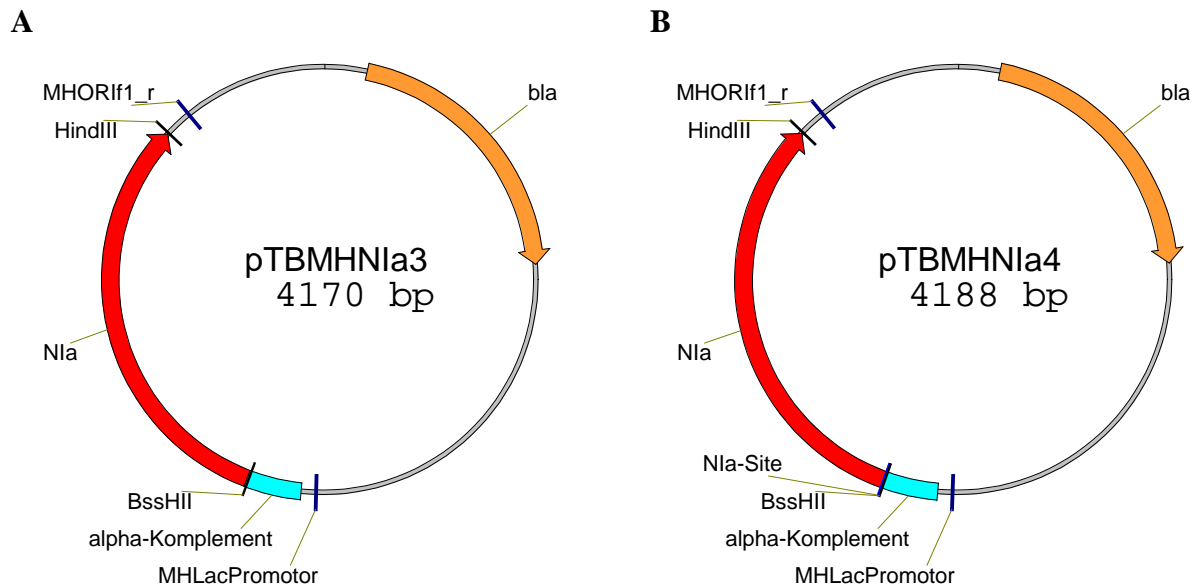 A
MHORIf1_r
HindIII
bla
pTBMHNIa3
4170 bp
NIa
BssHII
alpha-Komplement
MHLacPromotor
B
MHORIf1_r
HindIII
bla
pTBMHNIa4
4188 bp
NIa
NIa-Site
BssHII
alpha-Komplement
MHLacPromotor